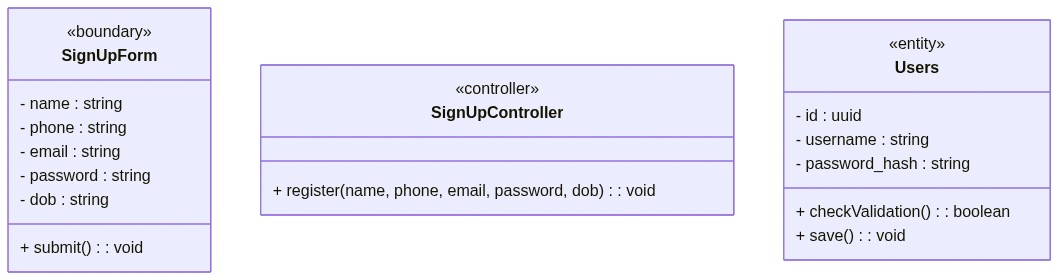 «boundary»
SignUpForm
- name : string
- phone : string
- email : string
- password : string
- dob : string
+ submit() : : void
«controller»
SignUpController
+ register(name, phone, email, password, dob) : : void
«entity»
Users
- id : uuid
- username : string
- password_hash : string
+ checkValidation() : : boolean
+ save() : : void